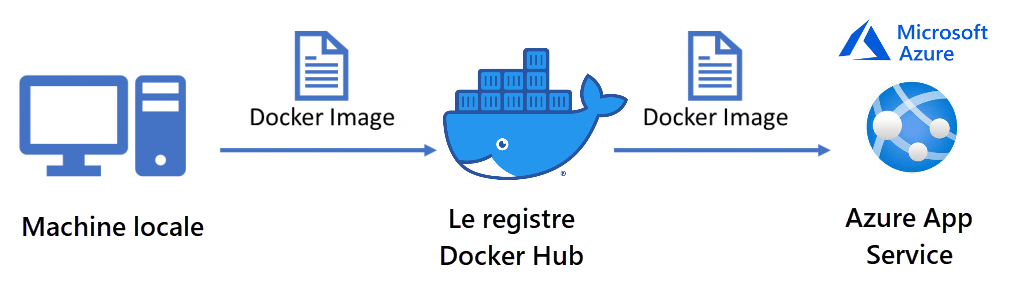 Docker Image
Docker Image
Microsoft
Azure
Machine locale
Le registre
Docker Hub
Azure App
Service